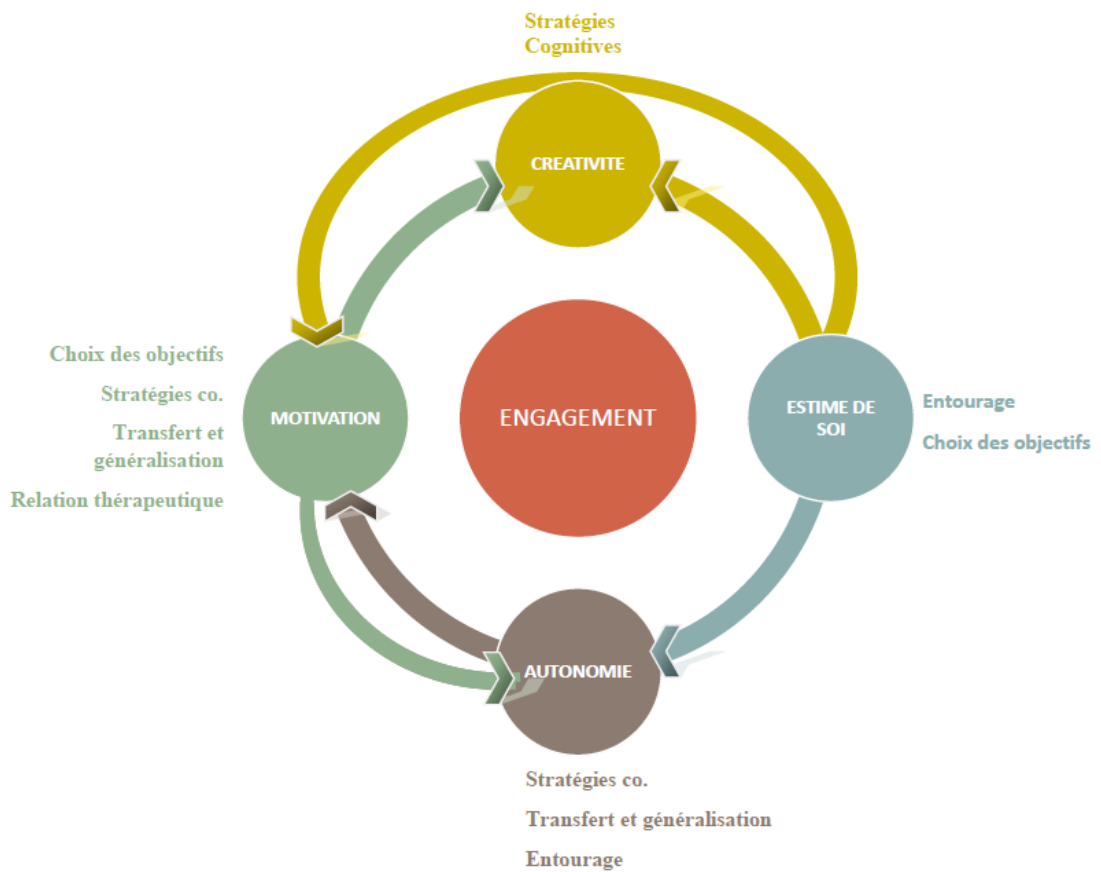 Stratégies
Cognitives
CREATIVITE
Choix des objectifs
Stratégies co.
Transfert et
généralisation
Relation thérapeutique
MOTIVATION
ENGAGEMENT
ESTIME DE
SOI
Entourage
Choix des objectifs
AUTONOMIE
Stratégies co.
Transfert et généralisation
Entourage